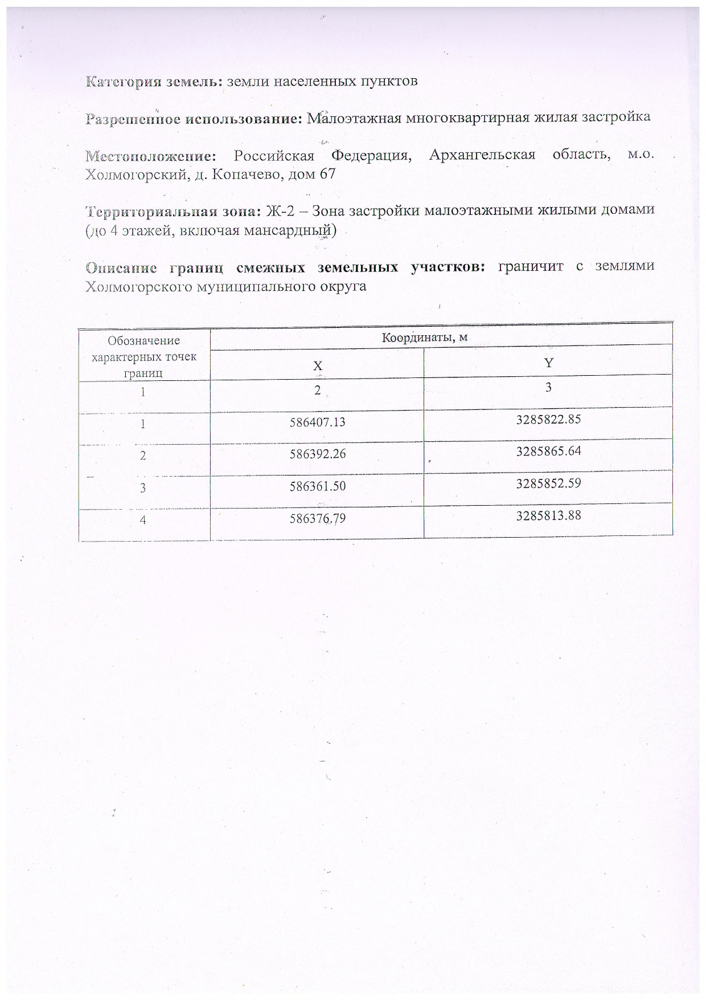 Категория земель: земли населенных пунктов
Разрешенное использование: Малоэтажная многоквартирная жилая застройка
Местоположение: Российская Федерация, Архангельская область, м.о.
Холмогорский, д. Копачево, дом 67
Территориальная зона: Ж-2 – Зона застройки малоэтажными жилыми домами
(до 4 этажей, включая мансардный)
Описание границ смежных земельных участков: граничит с землями
Холмогорского муниципального округа
Обозначение
характерных точек
границ
Координаты, м
X Y
1 2 3
1 586407.13 3285822.85
2 586392.26 3285865.64
3 586361.50 3285852.59
4 586376.79 3285813.88